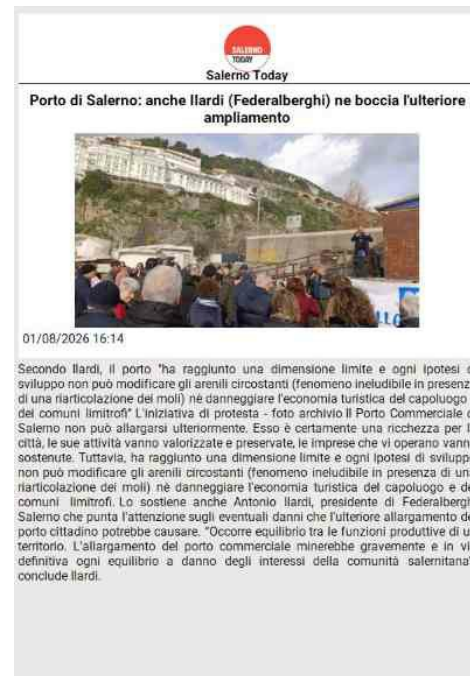 SALERNO
TODAY
Salerno Today
Porto di Salerno: anche Ilardi (Federalberghi) ne boccia l'ulteriore
ampliamento
01/08/2026 16:14
Secondo Ilardi, il porto "ha raggiunto una dimensione limite e ogni ipotesi
sviluppo non può modificare gli arenili circostanti (fenomeno ineludibile in
di una riarticolazione dei moli) nè danneggiare l'economia turistica del capoluogo
dei comuni limitrofi" L'iniziativa di protesta - foto archivio Il Porto Commerciale
Salerno non può allargarsi ulteriormente. Esso è certamente una ricchezza per
città, le sue attività vanno valorizzate e preservate, le imprese che vi operano
sostenute. Tuttavia, ha raggiunto una dimensione limite e ogni ipotesi di
non può modificare gli arenili circostanti (fenomeno ineludibile in presenza di
riarticolazione dei moli) nè danneggiare l'economia turistica del capoluogo e
comuni limitrofi. Lo sostiene anche Antonio Ilardi, presidente di
Salerno che punta l'attenzione sugli eventuali danni che l'ulteriore allargamento
porto cittadino potrebbe causare. "Occorre equilibrio tra le funzioni produttive di
territorio. L'allargamento del porto commerciale minerebbe gravemente e in
definitiva ogni equilibrio a danno degli interessi della comunità salernitana"
conclude Ilardi.